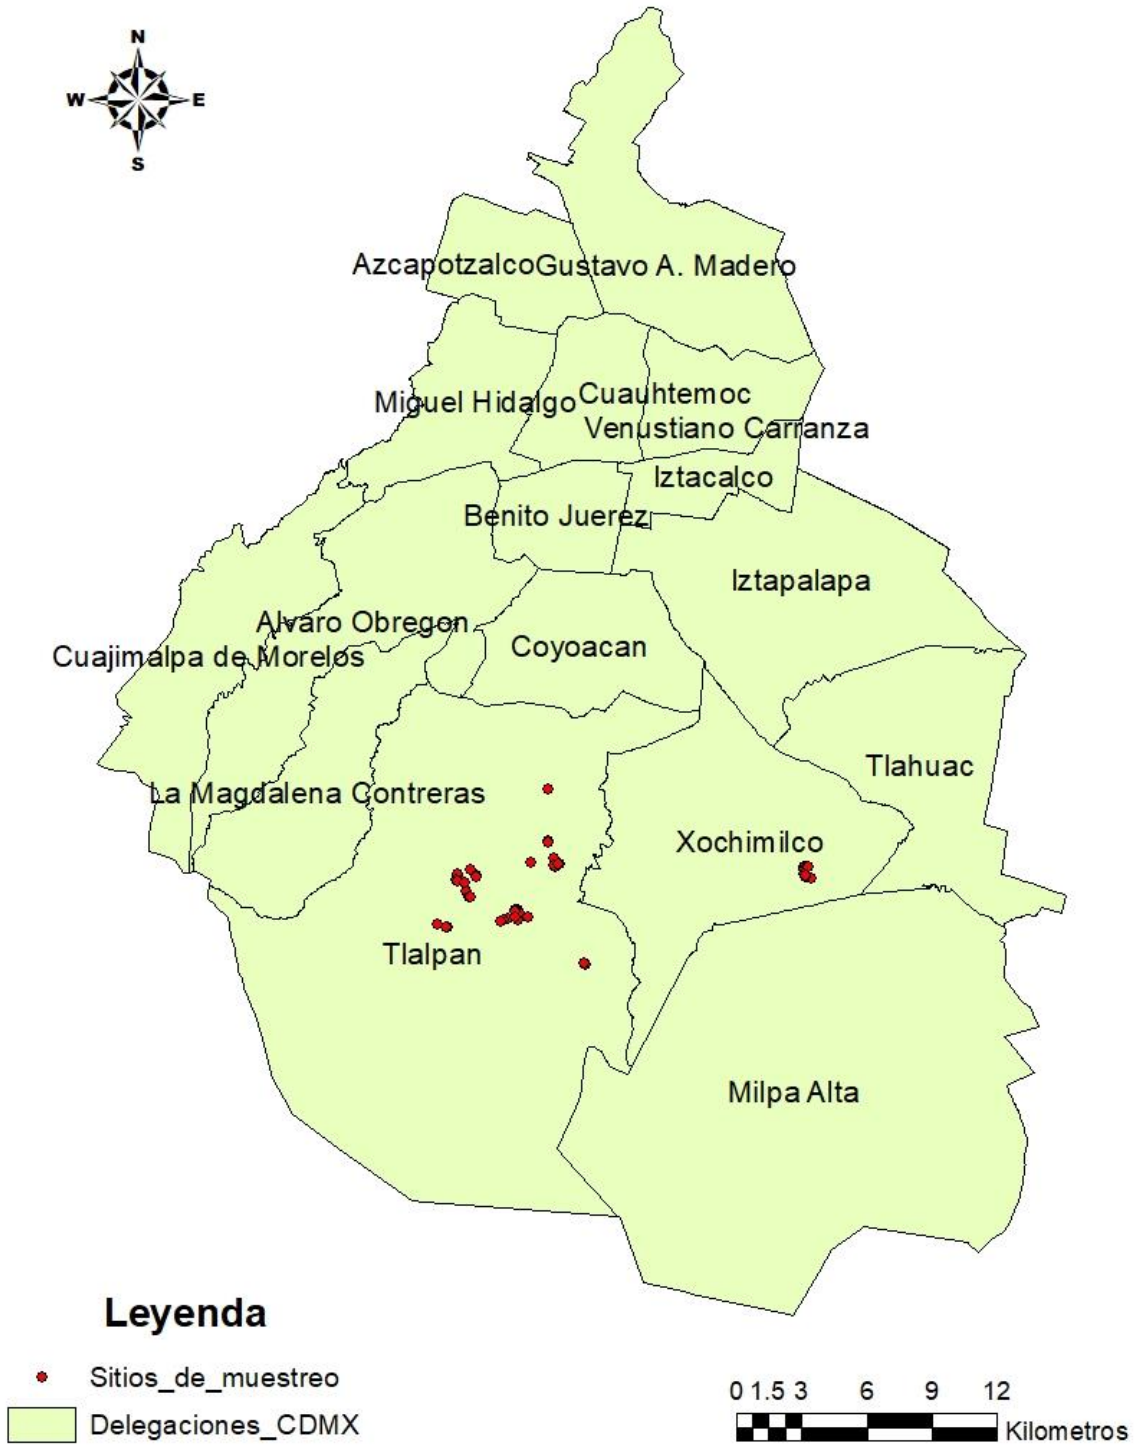 N
W E
S
Azcapotzalco Gustavo A. Madero
Miguel Hidalgo Cuauhtemoc
Venustiano Carranza
Iztacalco
Benito Juerez
Iztapalapa
Alvaro Obregon
Coyoacan
Cuajimalpa de Morelos
Tlahuac
La Magdalena Contreras
Xochimilco
Tlalpan
Milpa Alta
Leyenda
Sitios_de_muestreo
Delegaciones_CDMX
0 1.5 3 6 9 12
Kilometros